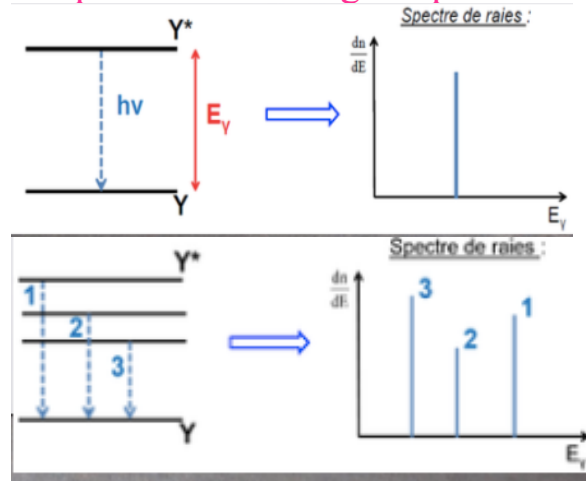 Y*
Spectre de raies :
dn
dE
hν
Eγ
Y
Eγ
Y*
Spectre de raies :
dn
dE
1
2
3
3
2
1
Y
Eγ